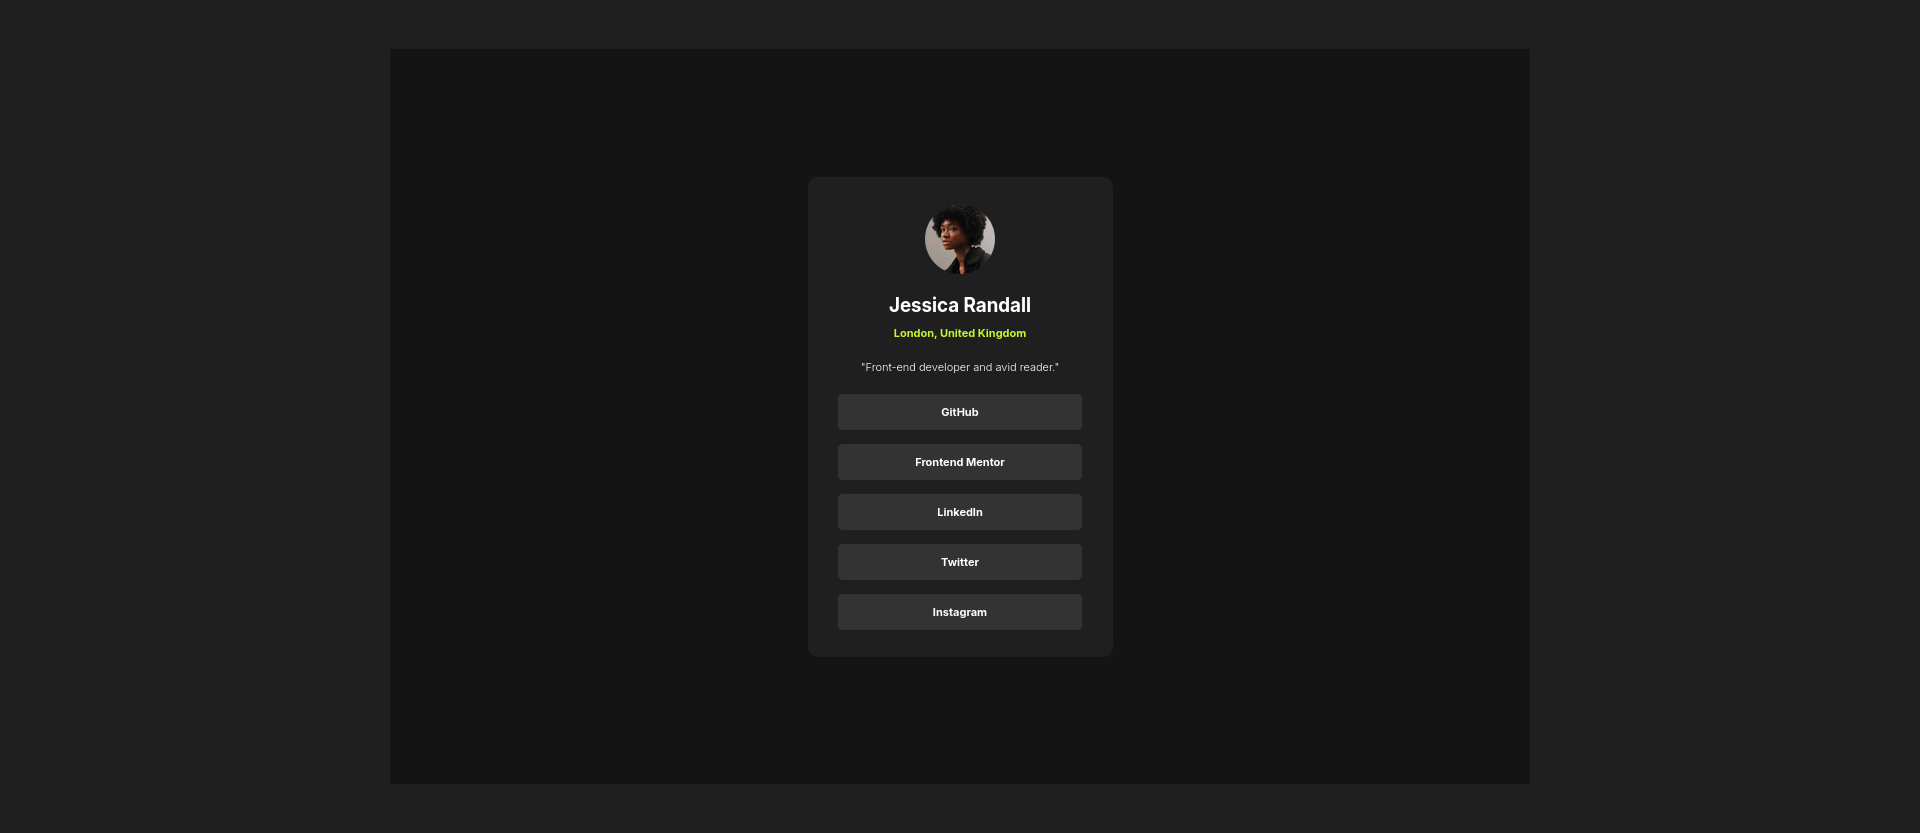 Jessica Randall
London, United Kingdom
"Front-end developer and avid reader."
GitHub
Frontend Mentor
LinkedIn
Twitter
Instagram